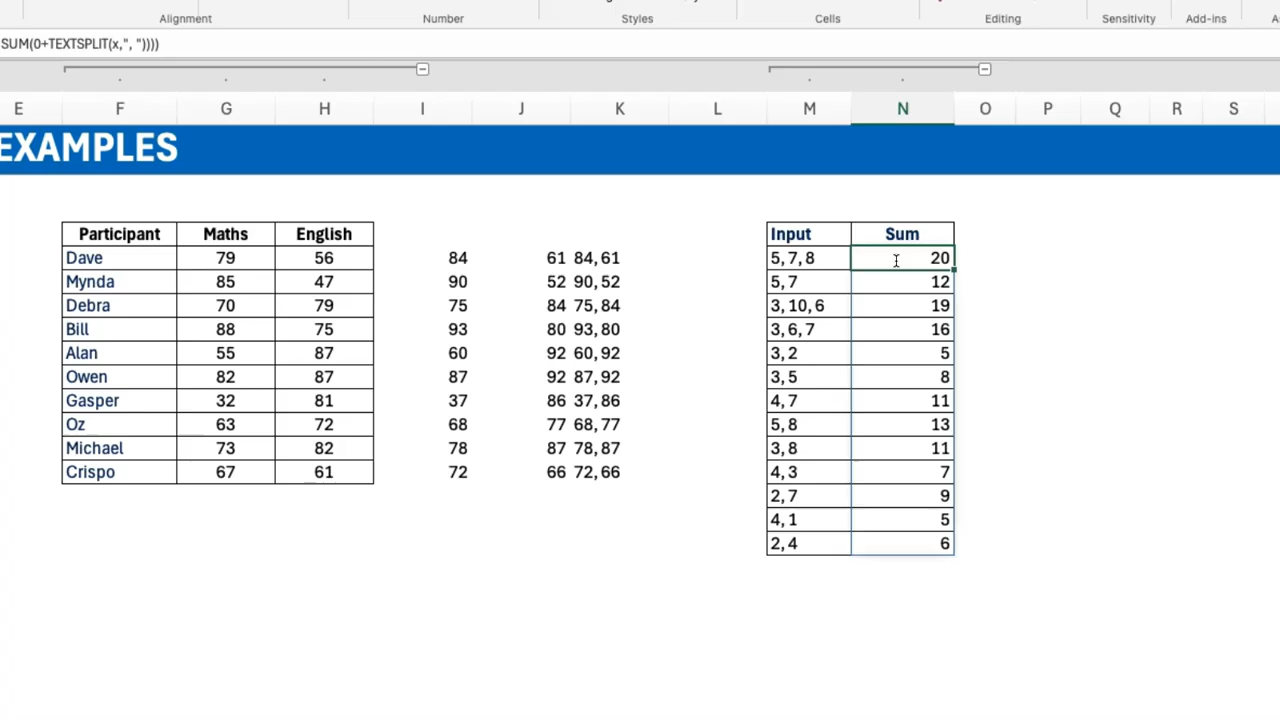 Alignment Number Styles Cells Editing Sensitivity Add-ins
SUM(0+TEXTSPLIT(x,", "))))
E F G H I J K L M N O P Q R S
EXAMPLES
Participant Maths English Input Sum
Dave 79 56 84 61 84, 61 5, 7, 8 20
Mynda 85 47 90 52 90, 52 5, 7 12
Debra 70 79 75 84 75, 84 3, 10, 6 19
Bill 88 75 93 80 93, 80 3, 6, 7 16
Alan 55 87 60 92 60, 92 3, 2 5
Owen 82 87 87 92 87, 92 3, 5 8
Gasper 32 81 37 86 37, 86 4, 7 11
Oz 63 72 68 77 68, 77 5, 8 13
Michael 73 82 78 87 78, 87 3, 8 11
Crispo 67 61 72 66 72, 66 4, 3 7
2, 7 9
4, 1 5
2, 4 6